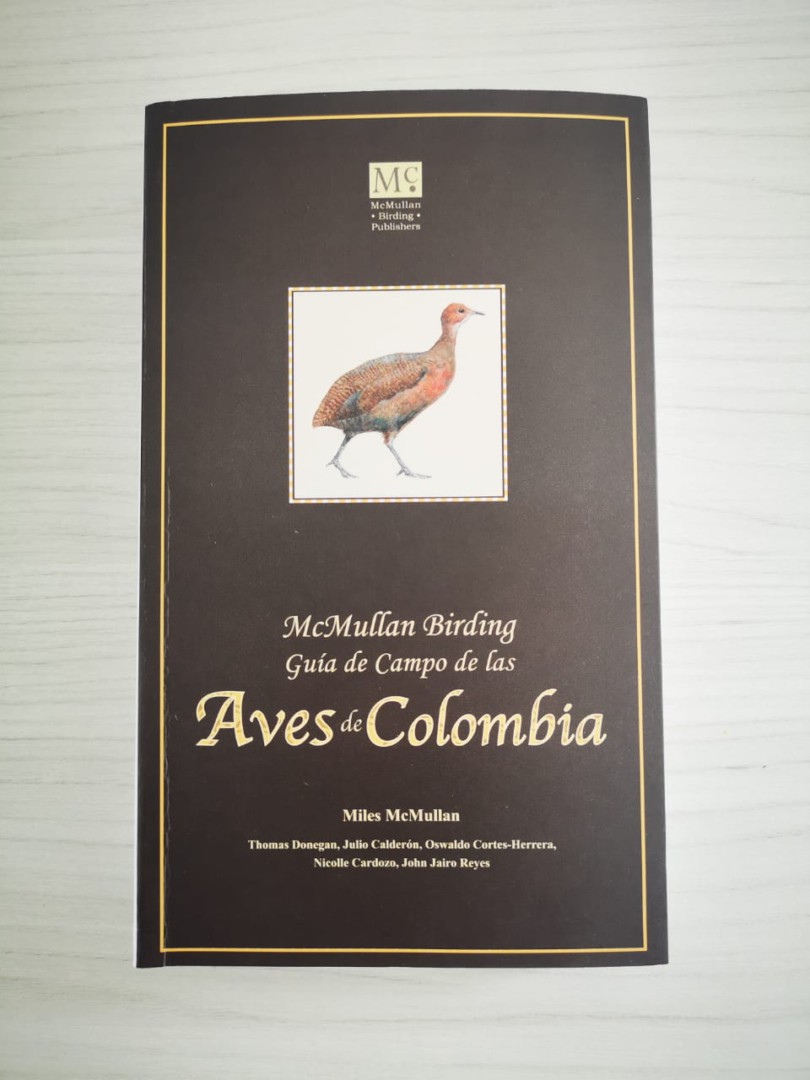 Mc.
McMullan
• Birding •
Publishers
McMullan Birding
Guía de Campo de las
Aves de Colombia
Miles McMullan
Thomas Donegan, Julio Calderón, Oswaldo Cortes-Herrera,
Nicolle Cardozo, John Jairo Reyes